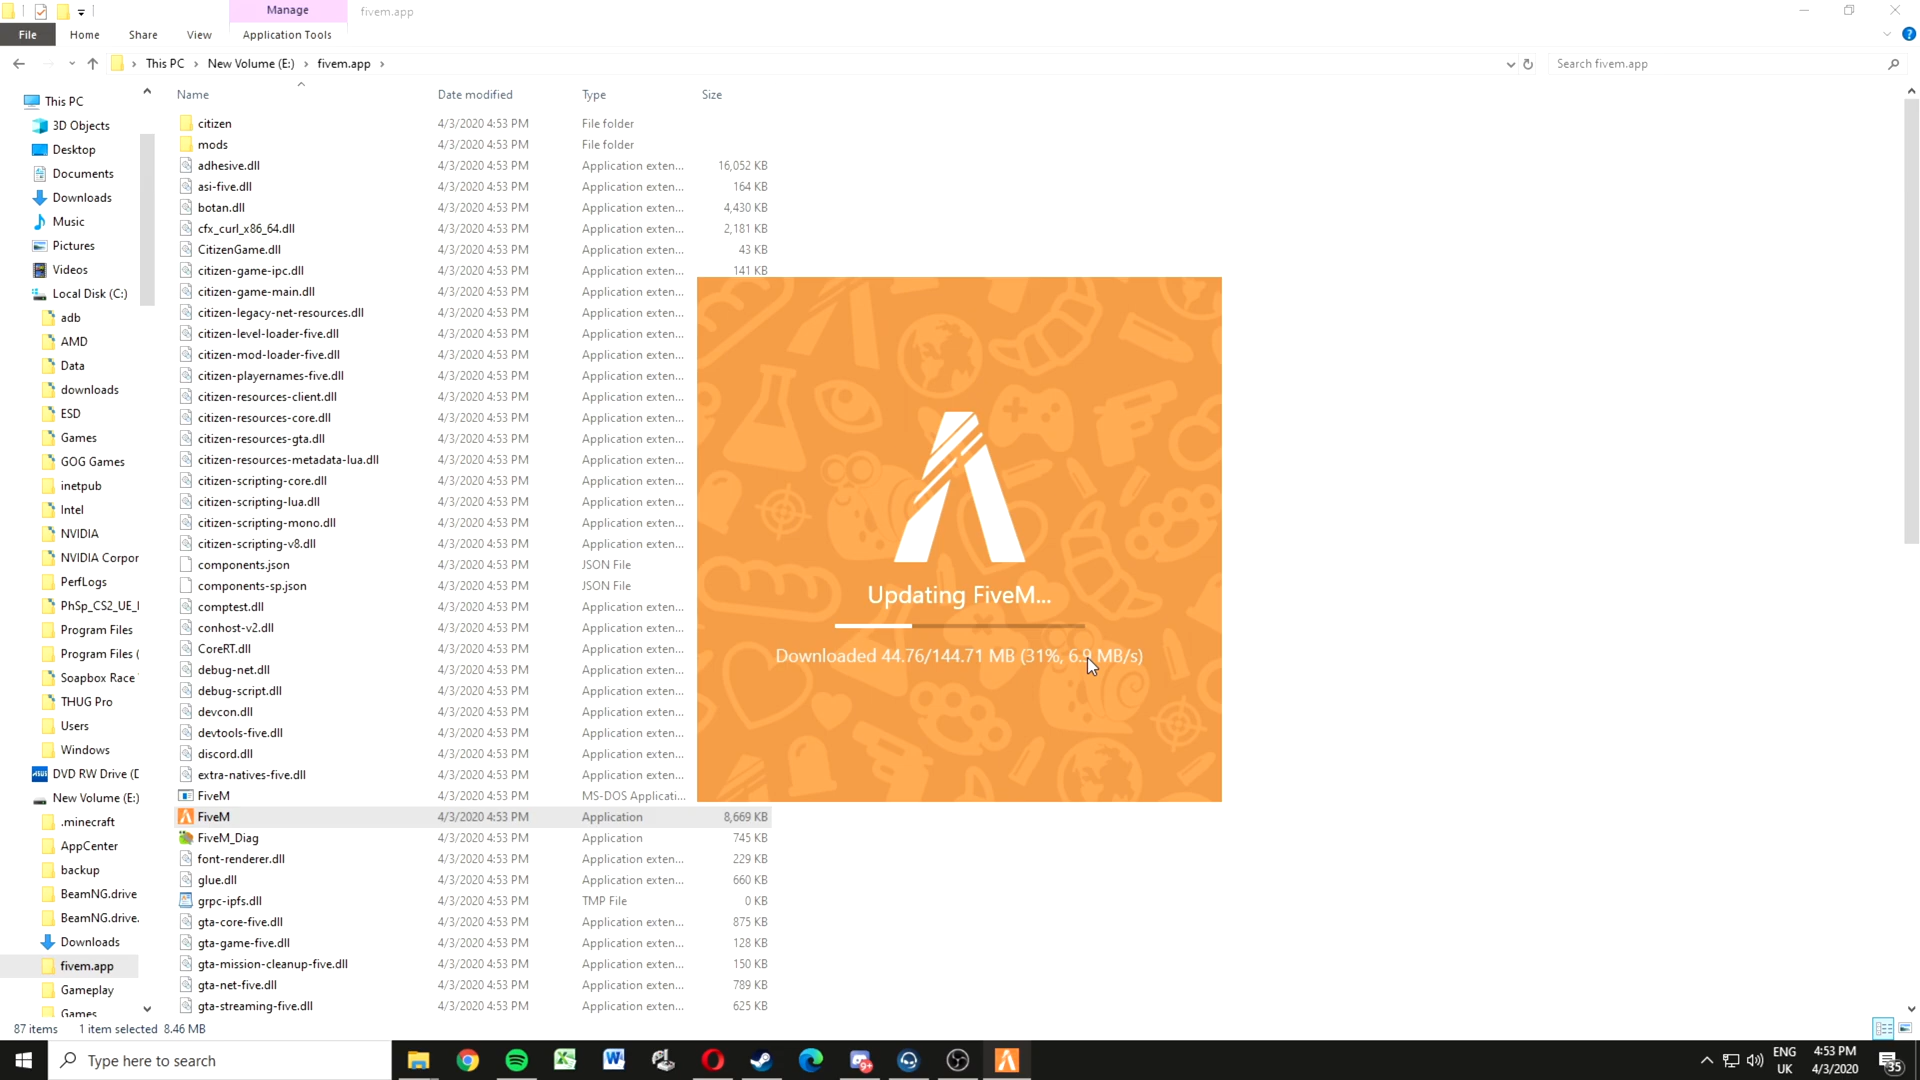 Manage
fivem.app
File
Home
Share
View
Application Tools
This PC
New Volume (E:)
fivem.app
Search fivem.app
Name
Date modified
Type
Size
This PC
3D Objects
Desktop
Documents
Downloads
Music
Pictures
Videos
Local Disk (C:)
adb
AMD
Data
downloads
ESD
Games
GOG Games
inetpub
Intel
NVIDIA
NVIDIA Corpor
PerfLogs
PhSp_CS2_UE_I
Program Files
Program Files (
Soapbox Race
THUG Pro
Users
Windows
DVD RW Drive (D
New Volume (E:)
.minecraft
AppCenter
backup
BeamNG.drive
BeamNG.drive.
Downloads
fivem.app
Gameplay
Games
citizen 4/3/2020 4:53 PM File folder
mods 4/3/2020 4:53 PM File folder
adhesive.dll 4/3/2020 4:53 PM Application exten... 16,052 KB
asi-five.dll 4/3/2020 4:53 PM Application exten... 164 KB
botan.dll 4/3/2020 4:53 PM Application exten... 4,430 KB
cfx_curl_x86_64.dll 4/3/2020 4:53 PM Application exten... 2,181 KB
CitizenGame.dll 4/3/2020 4:53 PM Application exten... 43 KB
citizen-game-ipc.dll 4/3/2020 4:53 PM Application exten... 141 KB
citizen-game-main.dll 4/3/2020 4:53 PM Application exten...
citizen-legacy-net-resources.dll 4/3/2020 4:53 PM Application exten...
citizen-level-loader-five.dll 4/3/2020 4:53 PM Application exten...
citizen-mod-loader-five.dll 4/3/2020 4:53 PM Application exten...
citizen-playernames-five.dll 4/3/2020 4:53 PM Application exten...
citizen-resources-client.dll 4/3/2020 4:53 PM Application exten...
citizen-resources-core.dll 4/3/2020 4:53 PM Application exten...
citizen-resources-gta.dll 4/3/2020 4:53 PM Application exten...
citizen-resources-metadata-lua.dll 4/3/2020 4:53 PM Application exten...
citizen-scripting-core.dll 4/3/2020 4:53 PM Application exten...
citizen-scripting-lua.dll 4/3/2020 4:53 PM Application exten...
citizen-scripting-mono.dll 4/3/2020 4:53 PM Application exten...
citizen-scripting-v8.dll 4/3/2020 4:53 PM Application exten...
components.json 4/3/2020 4:53 PM JSON File
components-sp.json 4/3/2020 4:53 PM JSON File
comptest.dll 4/3/2020 4:53 PM Application exten...
conhost-v2.dll 4/3/2020 4:53 PM Application exten...
CoreRT.dll 4/3/2020 4:53 PM Application exten...
debug-net.dll 4/3/2020 4:53 PM Application exten...
debug-script.dll 4/3/2020 4:53 PM Application exten...
devcon.dll 4/3/2020 4:53 PM Application exten...
devtools-five.dll 4/3/2020 4:53 PM Application exten...
discord.dll 4/3/2020 4:53 PM Application exten...
extra-natives-five.dll 4/3/2020 4:53 PM Application exten...
FiveM 4/3/2020 4:53 PM MS-DOS Applicati...
FiveM 4/3/2020 4:53 PM Application 8,669 KB
FiveM_Diag 4/3/2020 4:53 PM Application 745 KB
font-renderer.dll 4/3/2020 4:53 PM Application exten... 229 KB
glue.dll 4/3/2020 4:53 PM Application exten... 660 KB
grpc-ipfs.dll 4/3/2020 4:53 PM TMP File 0 KB
gta-core-five.dll 4/3/2020 4:53 PM Application exten... 875 KB
gta-game-five.dll 4/3/2020 4:53 PM Application exten... 128 KB
gta-mission-cleanup-five.dll 4/3/2020 4:53 PM Application exten... 150 KB
gta-net-five.dll 4/3/2020 4:53 PM Application exten... 789 KB
gta-streaming-five.dll 4/3/2020 4:53 PM Application exten... 625 KB
Updating FiveM...
Downloaded 44.76/144.71 MB (31%, 6.9 MB/s)
87 items 1 item selected 8.46 MB
Type here to search
ENG
UK
4:53 PM
4/3/2020
35